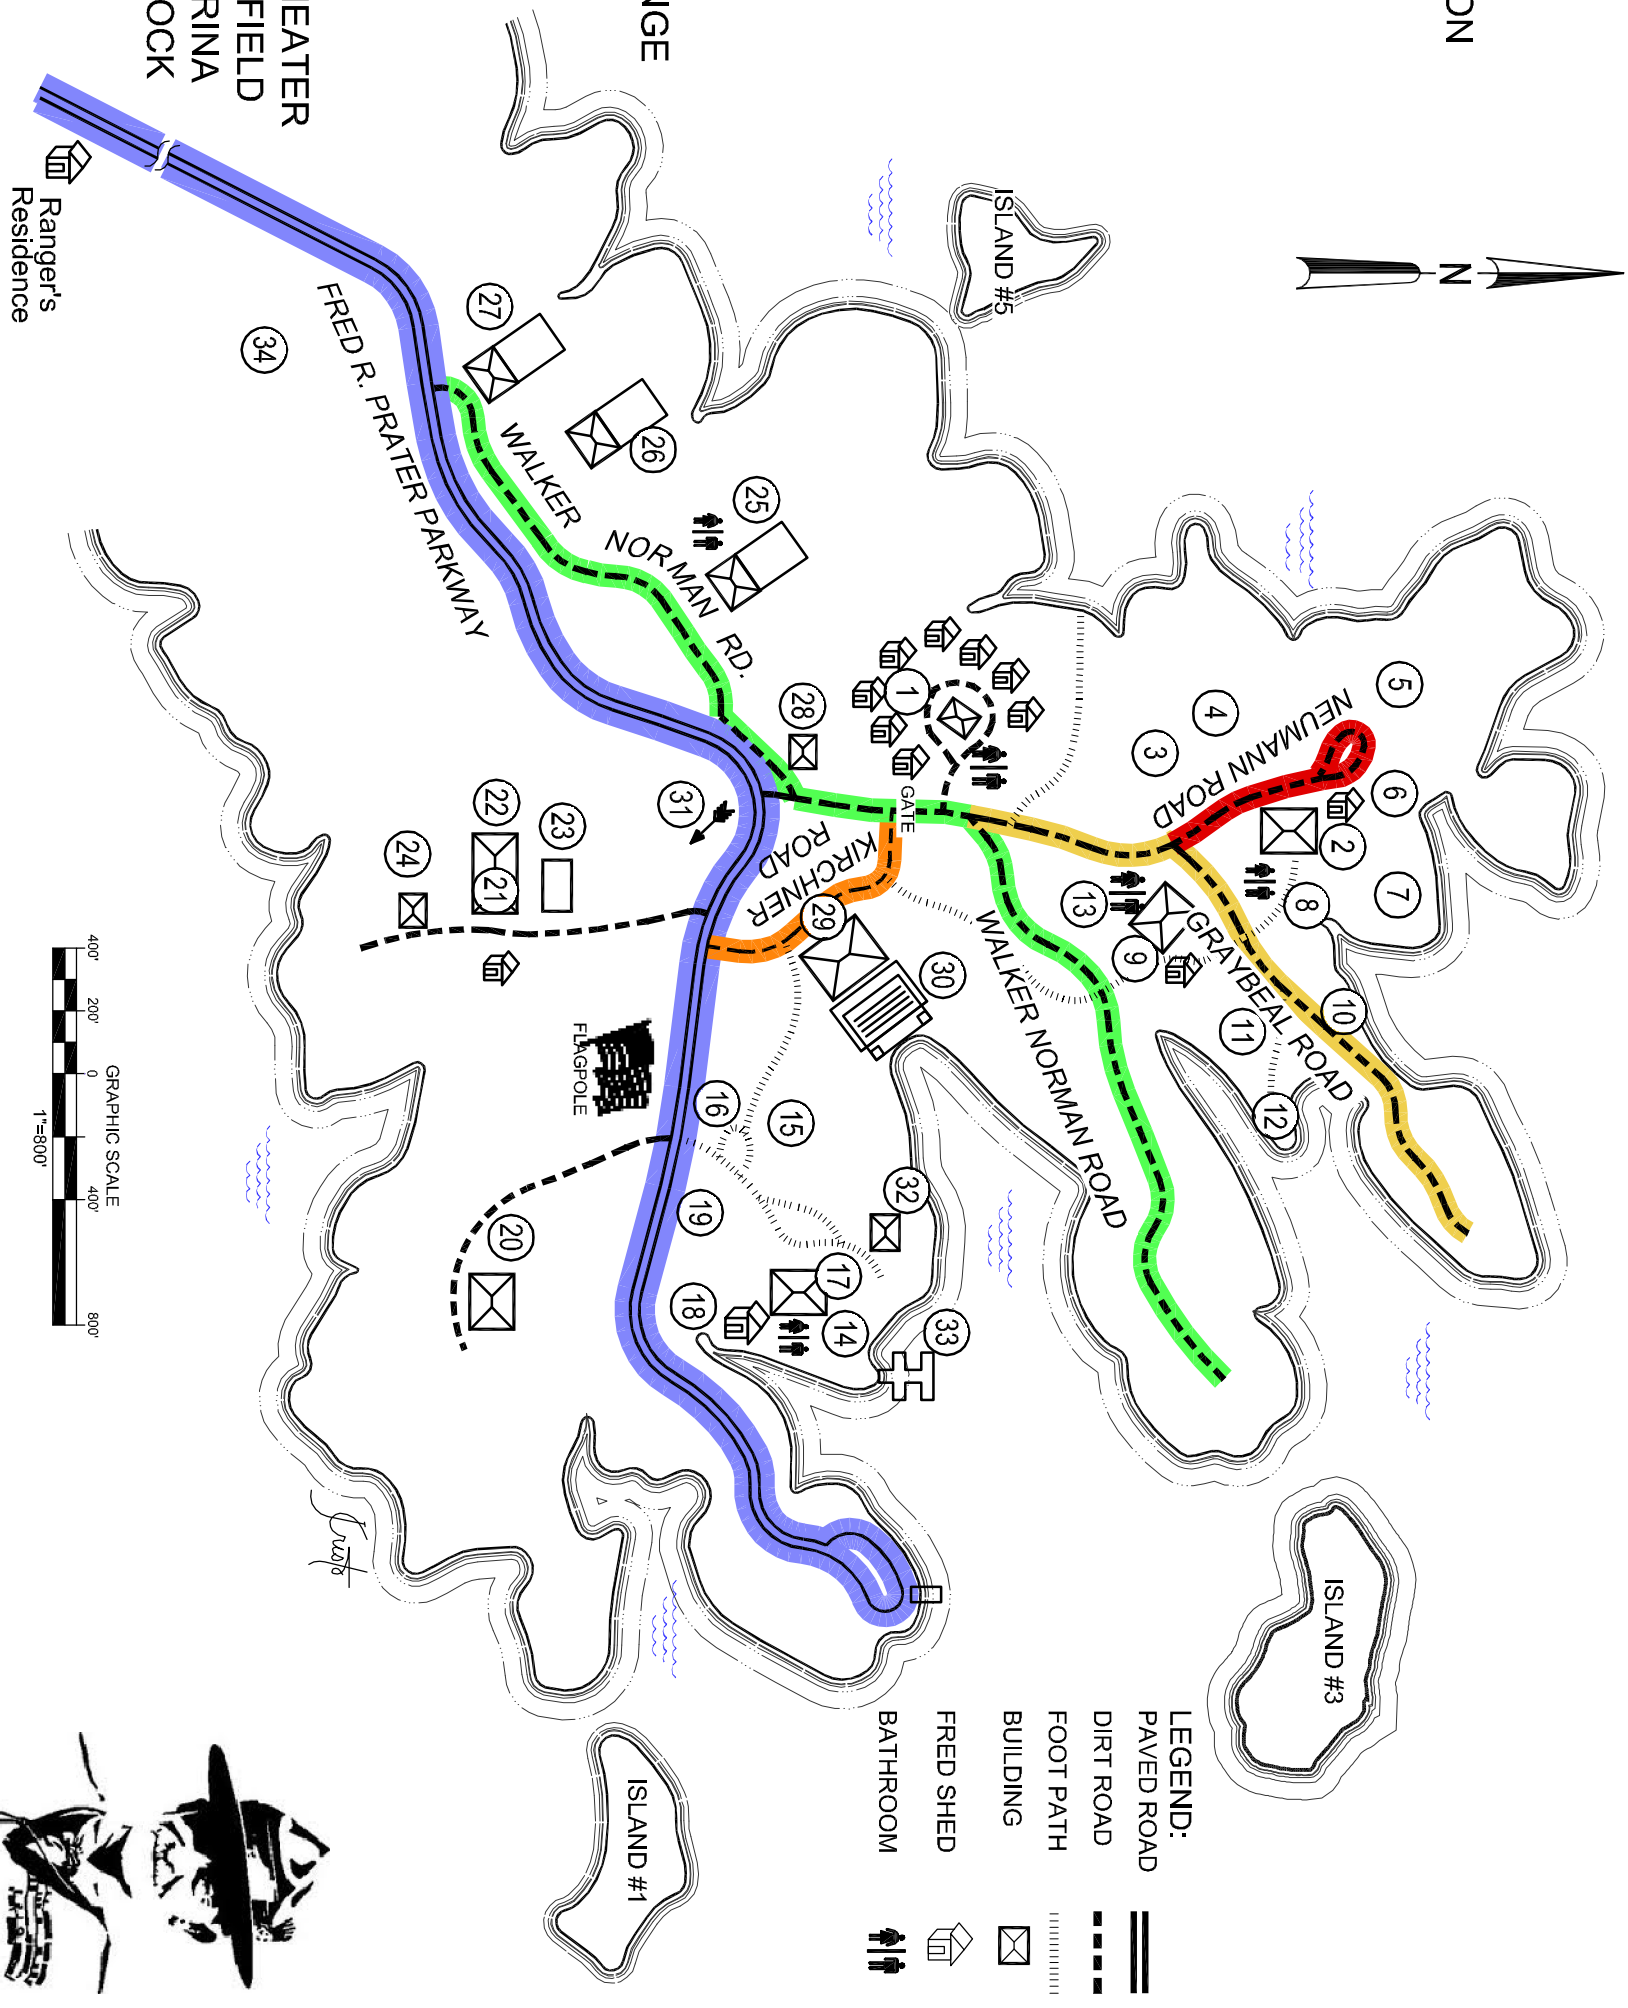 ON
NGE
EATER
FIELD
RINA
OCK
N
ISLAND #5
ISLAND #3
ISLAND #1
Ranger's
Residence
FRED R. PRATER PARKWAY
WALKER NORMAN RD.
NEUMANN ROAD
GRAYBEAL ROAD
WALKER NORMAN ROAD
KIRCHNER
ROAD
GATE
FLAGPOLE
1
2
3
4
5
6
7
8
9
10
11
12
13
14
15
16
17
18
19
20
21
22
23
24
25
26
27
28
29
30
31
32
33
34
GRAPHIC SCALE
400' 200' 0 400' 800'
1"=800'
LEGEND:
PAVED ROAD
DIRT ROAD
FOOT PATH
BUILDING
FRED SHED
BATHROOM